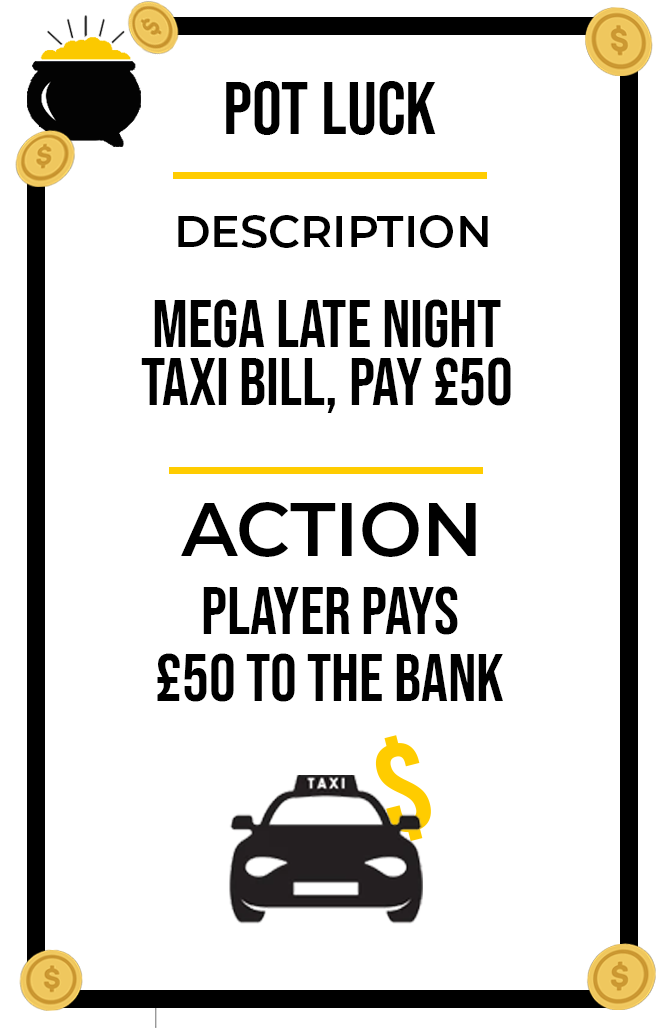 POT LUCK
DESCRIPTION
MEGA LATE NIGHT
TAXI BILL, PAY £50
ACTION
PLAYER PAYS
£50 TO THE BANK
$
TAXI
$
$
$
$
$